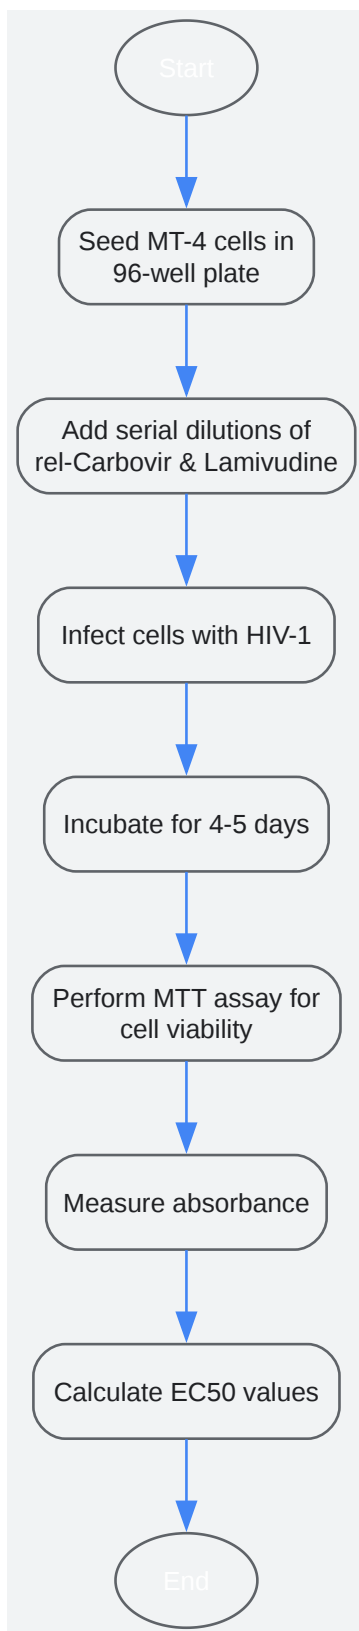 Start
Seed MT-4 cells in
96-well plate
Add serial dilutions of
rel-Carbovir & Lamivudine
Infect cells with HIV-1
Incubate for 4-5 days
Perform MTT assay for
cell viability
Measure absorbance
Calculate EC50 values
End